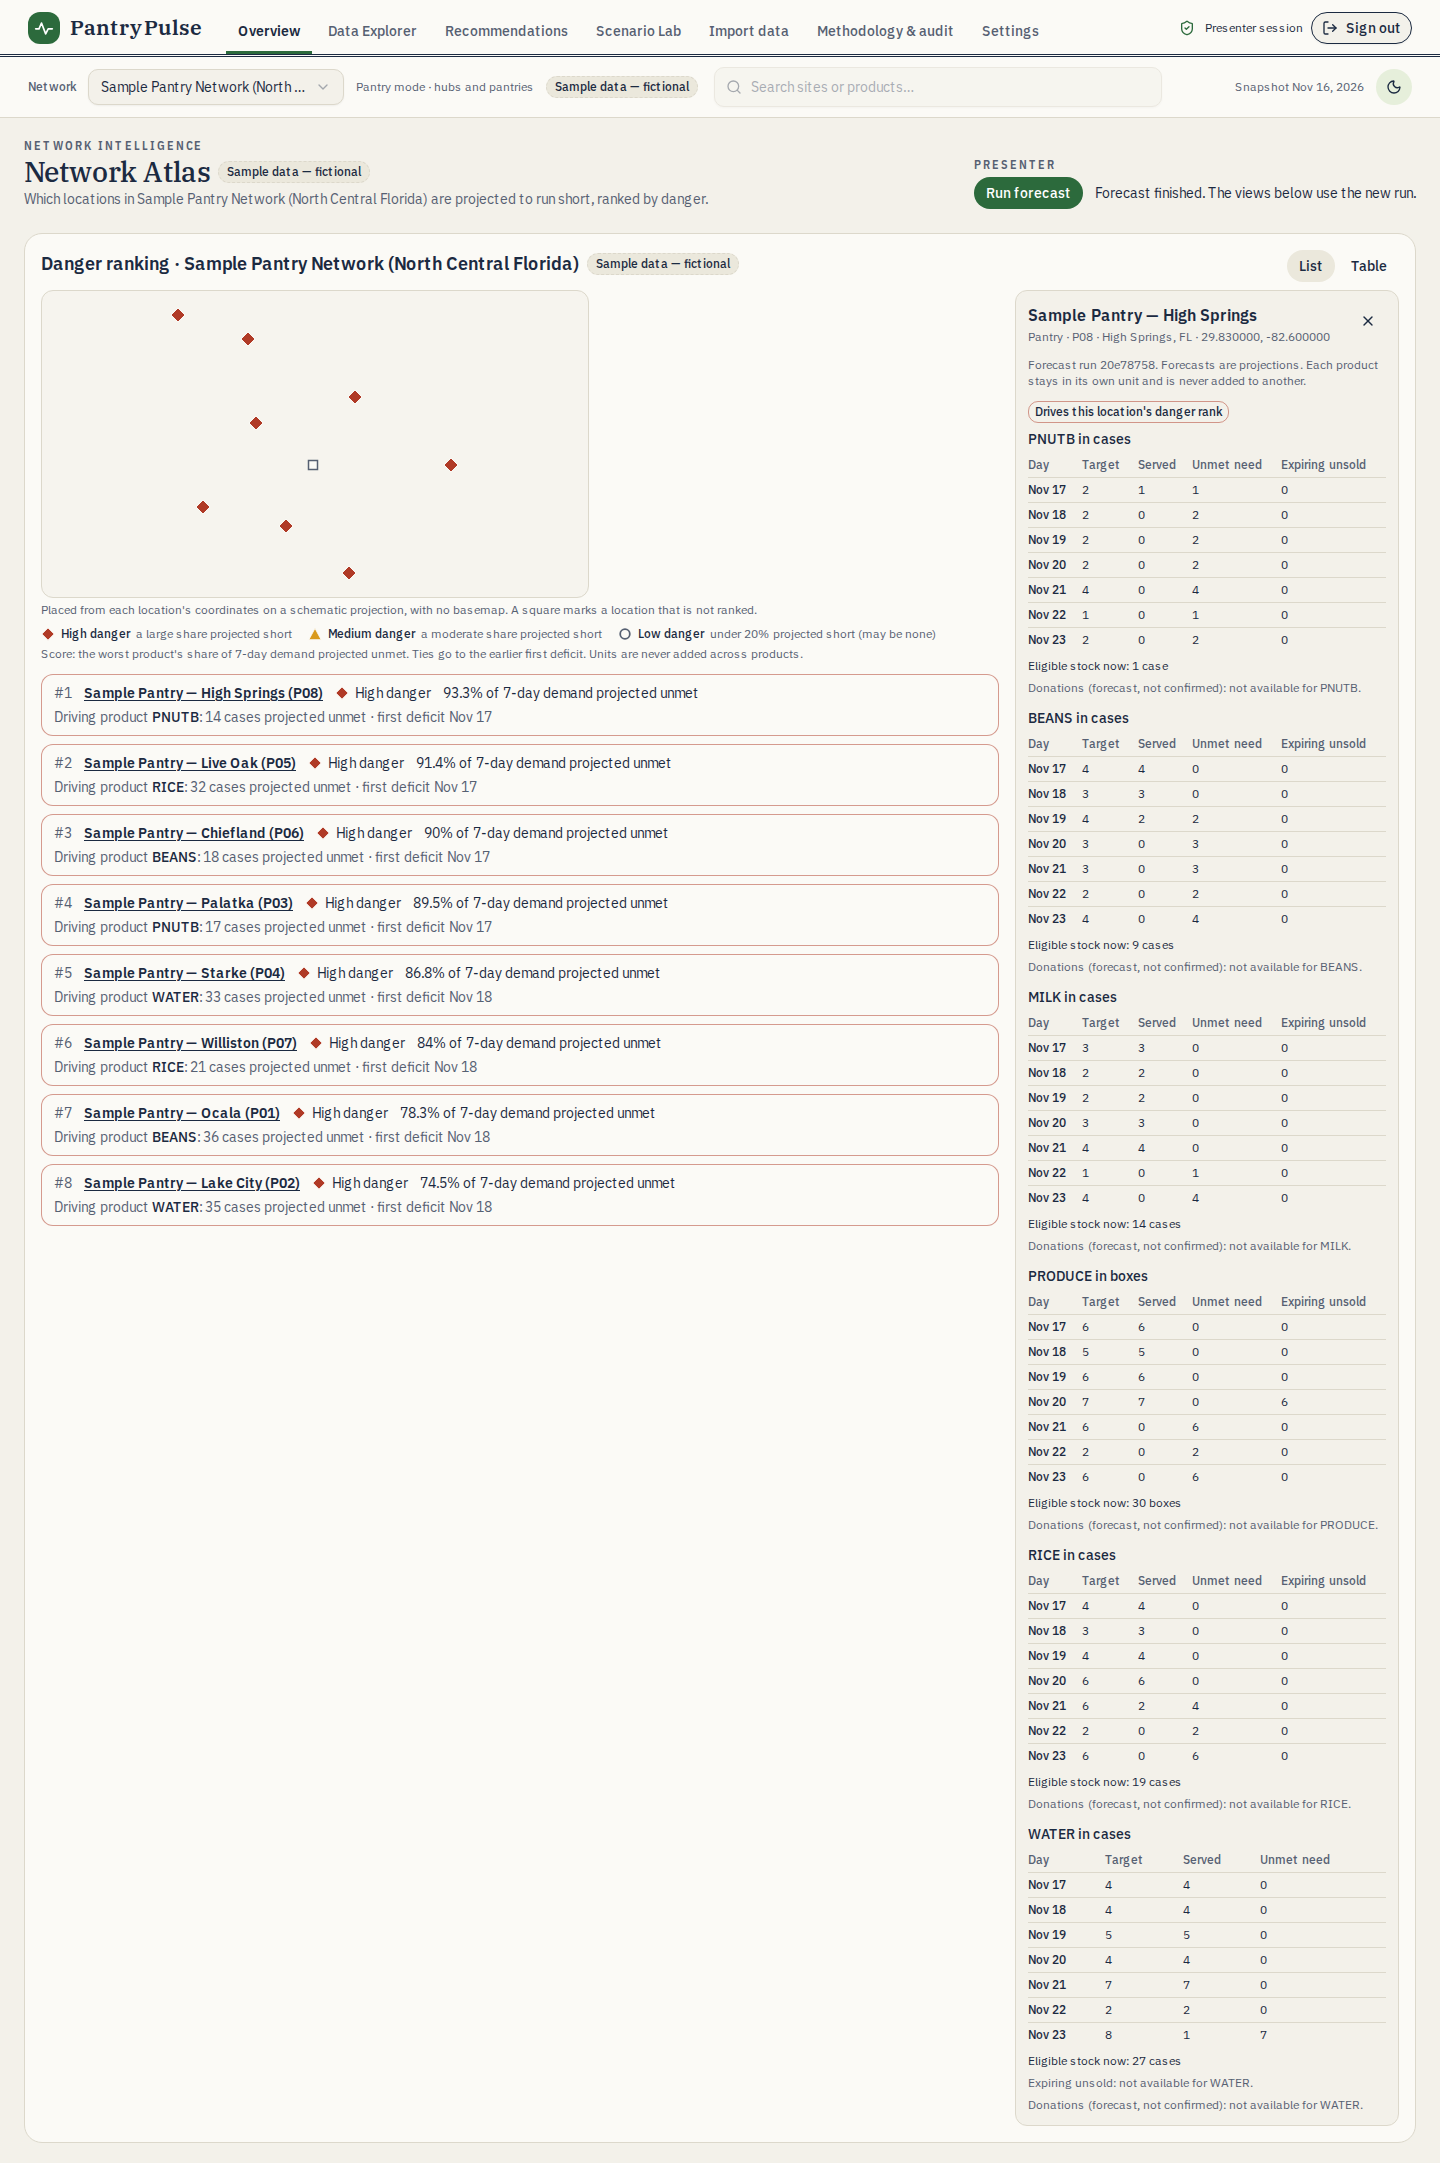 PantryPulse
Overview
Data Explorer
Recommendations
Scenario Lab
Import data
Methodology & audit
Settings
Presenter session
Sign out
Network
Sample Pantry Network (North ...
Pantry mode · hubs and pantries
Sample data — fictional
Search sites or products...
Snapshot Nov 16, 2026
NETWORK INTELLIGENCE
Network Atlas Sample data — fictional
Which locations in Sample Pantry Network (North Central Florida) are projected to run short, ranked by danger.
PRESENTER
Run forecast Forecast finished. The views below use the new run.
Danger ranking · Sample Pantry Network (North Central Florida) Sample data — fictional
List Table
Placed from each location's coordinates on a schematic projection, with no basemap. A square marks a location that is not ranked.
High danger a large share projected short Medium danger a moderate share projected short Low danger under 20% projected short (may be none)
Score: the worst product's share of 7-day demand projected unmet. Ties go to the earlier first deficit. Units are never added across products.
#1 Sample Pantry — High Springs (P08) High danger 93.3% of 7-day demand projected unmet
Driving product PNUTB: 14 cases projected unmet · first deficit Nov 17
#2 Sample Pantry — Live Oak (P05) High danger 91.4% of 7-day demand projected unmet
Driving product RICE: 32 cases projected unmet · first deficit Nov 17
#3 Sample Pantry — Chiefland (P06) High danger 90% of 7-day demand projected unmet
Driving product BEANS: 18 cases projected unmet · first deficit Nov 17
#4 Sample Pantry — Palatka (P03) High danger 89.5% of 7-day demand projected unmet
Driving product PNUTB: 17 cases projected unmet · first deficit Nov 17
#5 Sample Pantry — Starke (P04) High danger 86.8% of 7-day demand projected unmet
Driving product WATER: 33 cases projected unmet · first deficit Nov 18
#6 Sample Pantry — Williston (P07) High danger 84% of 7-day demand projected unmet
Driving product RICE: 21 cases projected unmet · first deficit Nov 18
#7 Sample Pantry — Ocala (P01) High danger 78.3% of 7-day demand projected unmet
Driving product BEANS: 36 cases projected unmet · first deficit Nov 18
#8 Sample Pantry — Lake City (P02) High danger 74.5% of 7-day demand projected unmet
Driving product WATER: 35 cases projected unmet · first deficit Nov 18
Sample Pantry — High Springs
Pantry · P08 · High Springs, FL · 29.830000, -82.600000
Forecast run 20e78758. Forecasts are projections. Each product
stays in its own unit and is never added to another.
Drives this location's danger rank
PNUTB in cases
Day Target Served Unmet need Expiring unsold
Nov 17 2 1 1 0
Nov 18 2 0 2 0
Nov 19 2 0 2 0
Nov 20 2 0 2 0
Nov 21 4 0 4 0
Nov 22 1 0 1 0
Nov 23 2 0 2 0
Eligible stock now: 1 case
Donations (forecast, not confirmed): not available for PNUTB.
BEANS in cases
Day Target Served Unmet need Expiring unsold
Nov 17 4 4 0 0
Nov 18 3 3 0 0
Nov 19 4 2 2 0
Nov 20 3 0 3 0
Nov 21 3 0 3 0
Nov 22 2 0 2 0
Nov 23 4 0 4 0
Eligible stock now: 9 cases
Donations (forecast, not confirmed): not available for BEANS.
MILK in cases
Day Target Served Unmet need Expiring unsold
Nov 17 3 3 0 0
Nov 18 2 2 0 0
Nov 19 2 2 0 0
Nov 20 3 3 0 0
Nov 21 4 4 0 0
Nov 22 1 0 1 0
Nov 23 4 0 4 0
Eligible stock now: 14 cases
Donations (forecast, not confirmed): not available for MILK.
PRODUCE in boxes
Day Target Served Unmet need Expiring unsold
Nov 17 6 6 0 0
Nov 18 5 5 0 0
Nov 19 6 6 0 0
Nov 20 7 7 0 6
Nov 21 6 0 6 0
Nov 22 2 0 2 0
Nov 23 6 0 6 0
Eligible stock now: 30 boxes
Donations (forecast, not confirmed): not available for PRODUCE.
RICE in cases
Day Target Served Unmet need Expiring unsold
Nov 17 4 4 0 0
Nov 18 3 3 0 0
Nov 19 4 4 0 0
Nov 20 6 6 0 0
Nov 21 6 2 4 0
Nov 22 2 0 2 0
Nov 23 6 0 6 0
Eligible stock now: 19 cases
Donations (forecast, not confirmed): not available for RICE.
WATER in cases
Day Target Served Unmet need
Nov 17 4 4 0
Nov 18 4 4 0
Nov 19 5 5 0
Nov 20 4 4 0
Nov 21 7 7 0
Nov 22 2 2 0
Nov 23 8 1 7
Eligible stock now: 27 cases
Expiring unsold: not available for WATER.
Donations (forecast, not confirmed): not available for WATER.